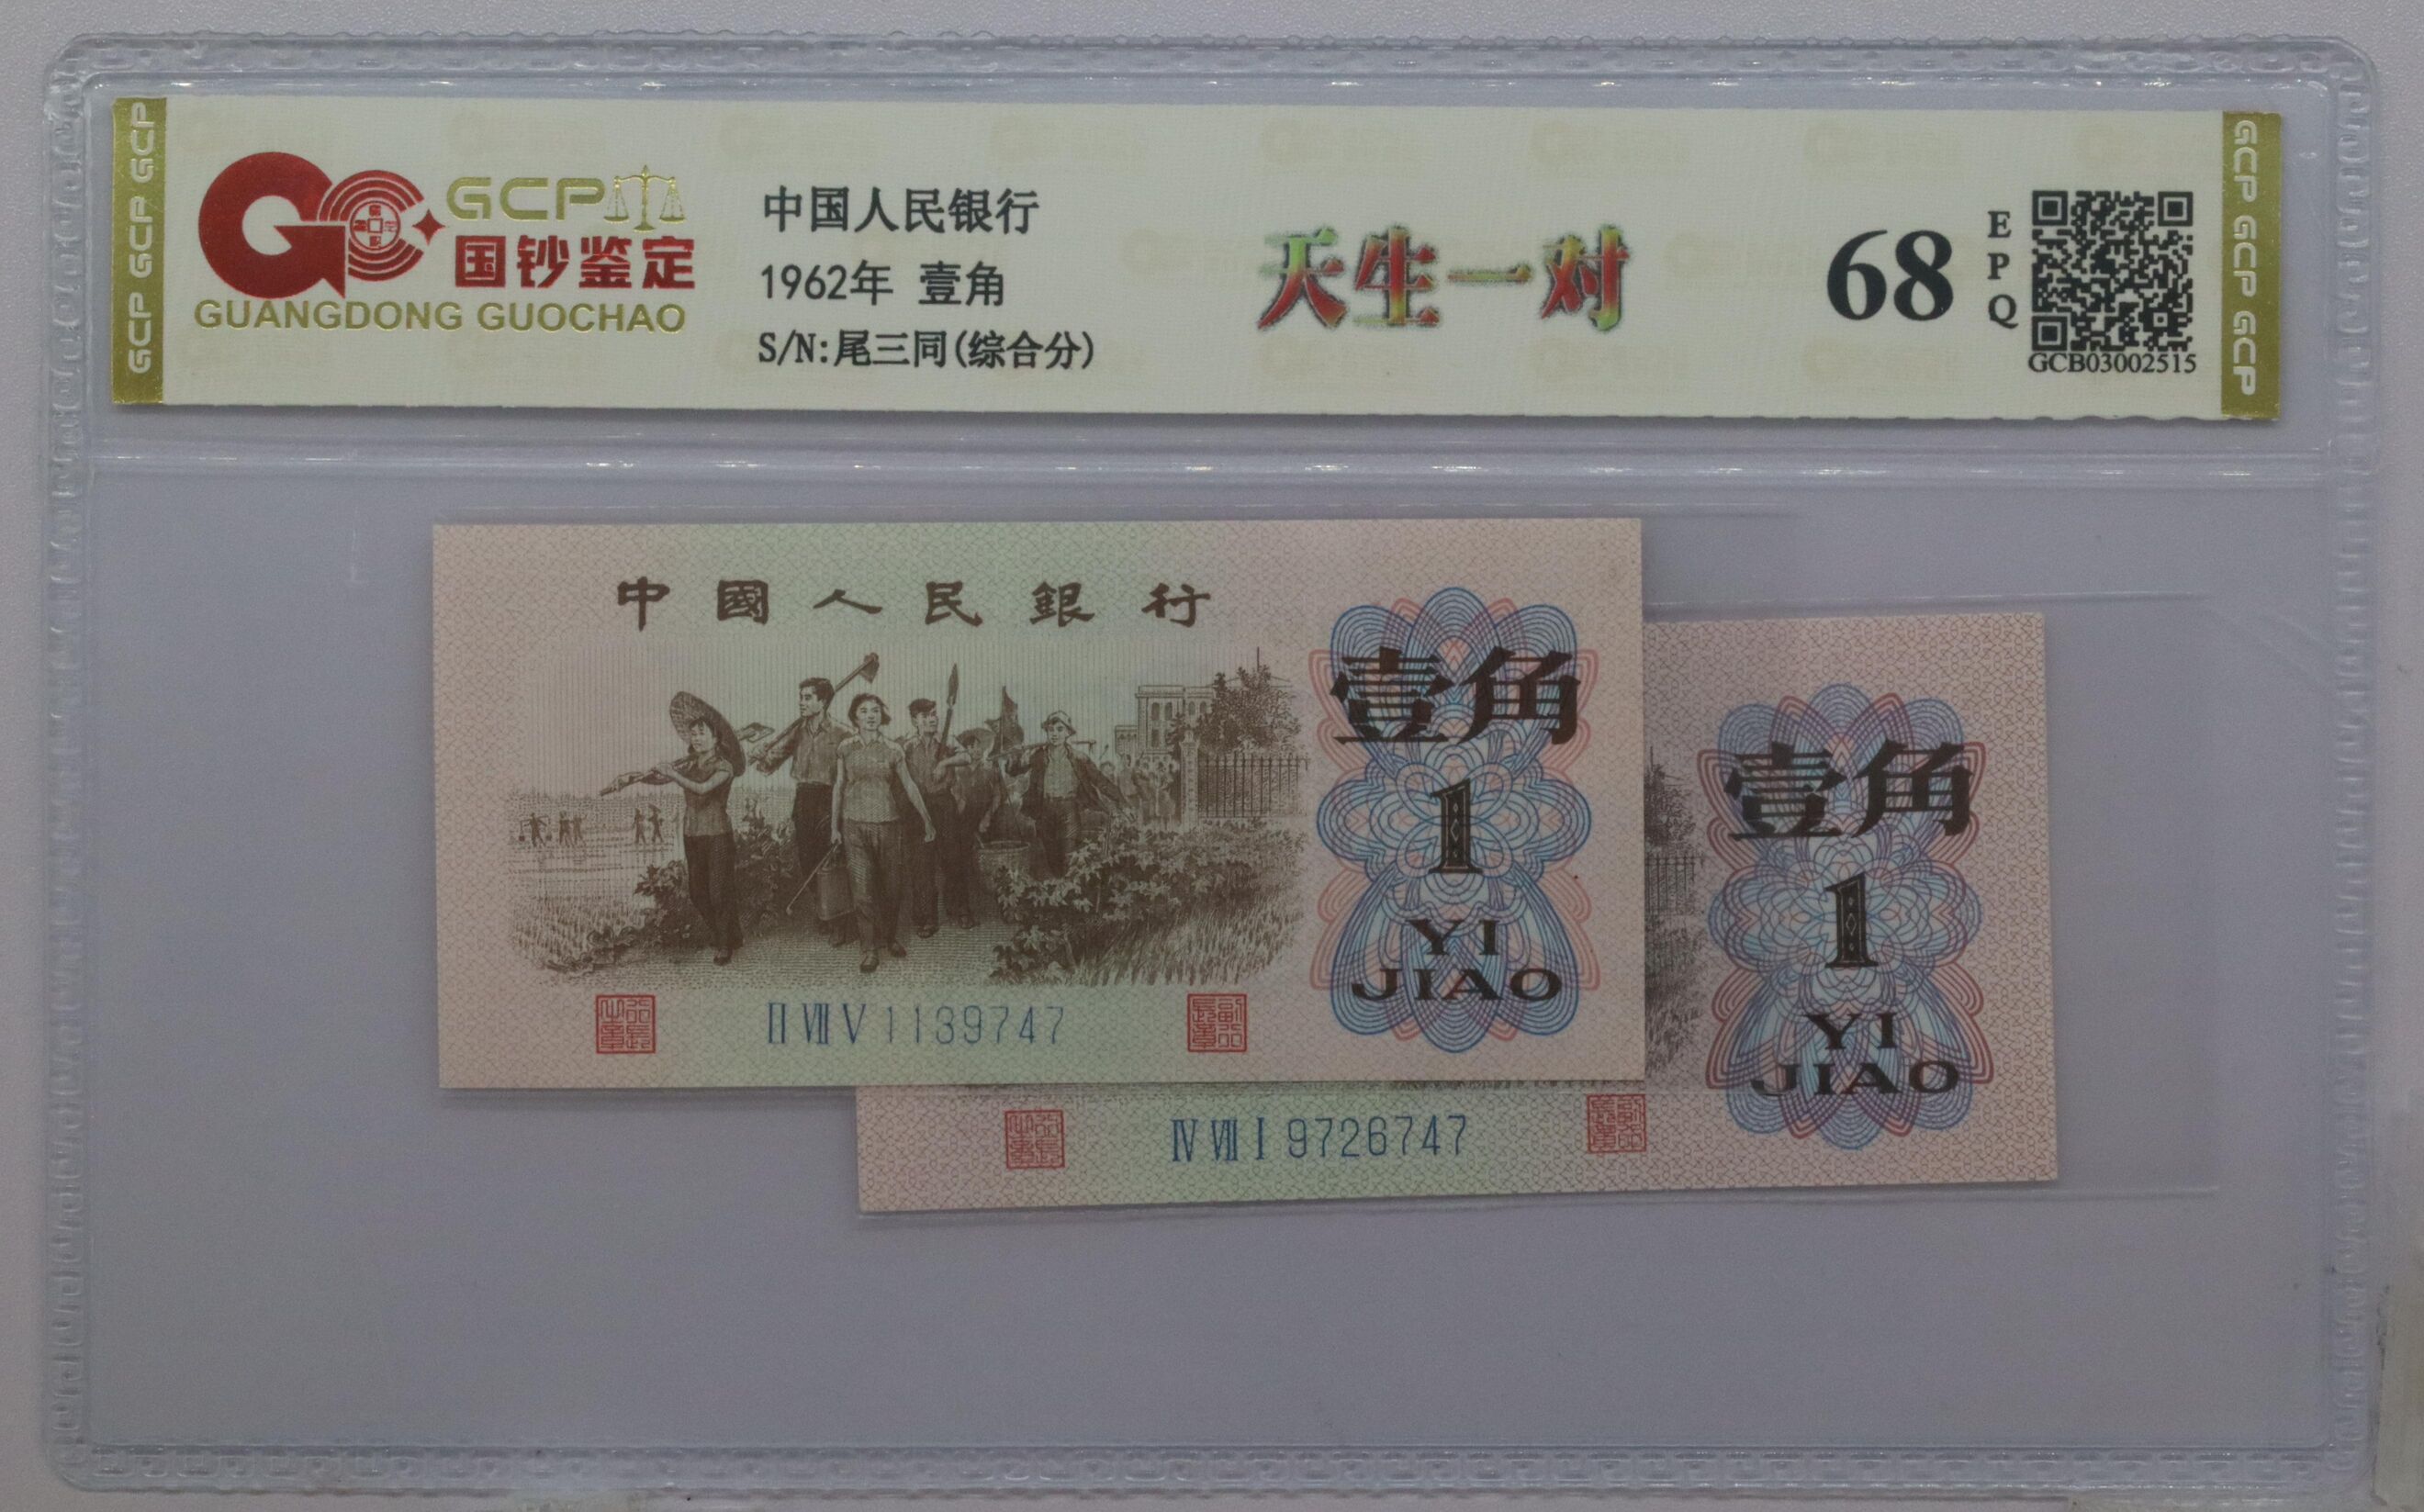 GCP GCP GCP
GCP
国钞鉴定
GUANGDONG GUOCHAO
中国人民银行
1962年 壹角
S/N:尾三同(综合分)
天生一对
68
EPQ
GCB03002515
GCP GCP GCP
中國人民銀行
壹角
1
YI
JIAO
II VII V 1139747
壹角
1
YI
JIAO
IV VII I 9726747